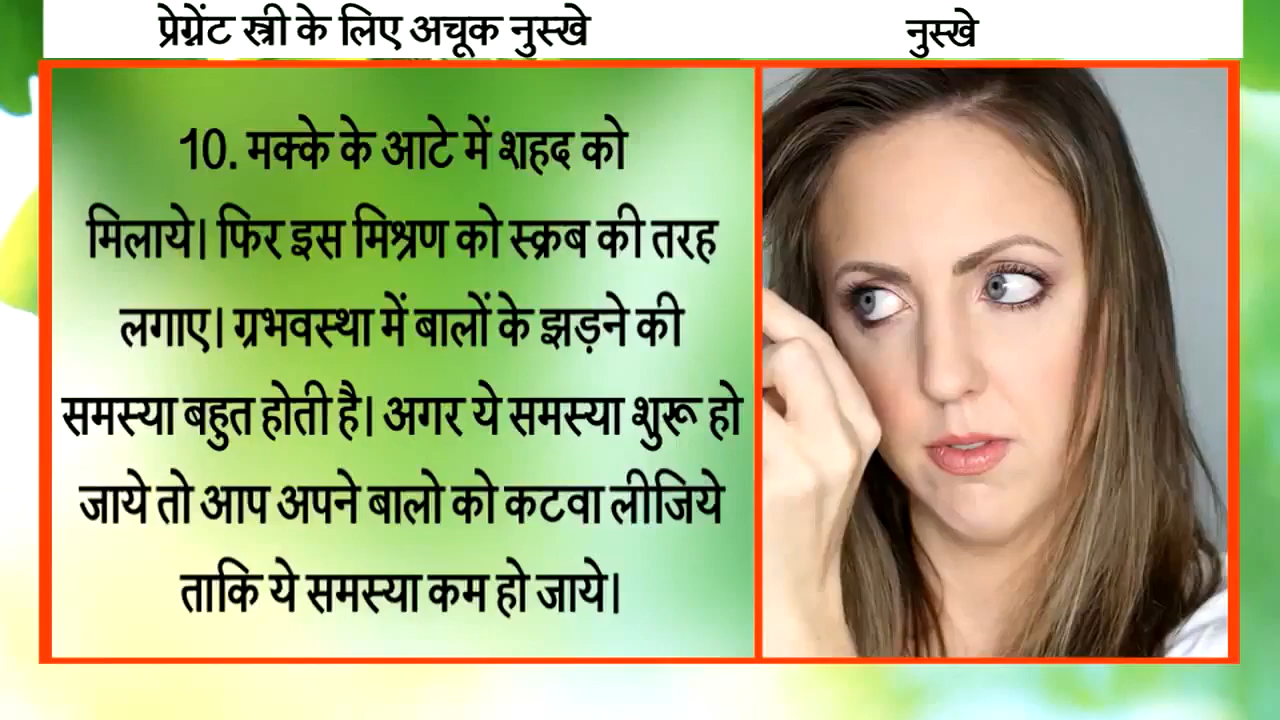 प्रेग्नेंट स्त्री के लिए अचूक नुस्खे
नुस्खे
10. मक्के के आटे में शहद को
मिलाये। फिर इस मिश्रण को स्क्रब की तरह
लगाए। ग्रभवस्था में बालों के झड़ने की
समस्या बहुत होती है। अगर ये समस्या शुरू हो
जाये तो आप अपने बालो को कटवा लीजिये
ताकि ये समस्या कम हो जाये।